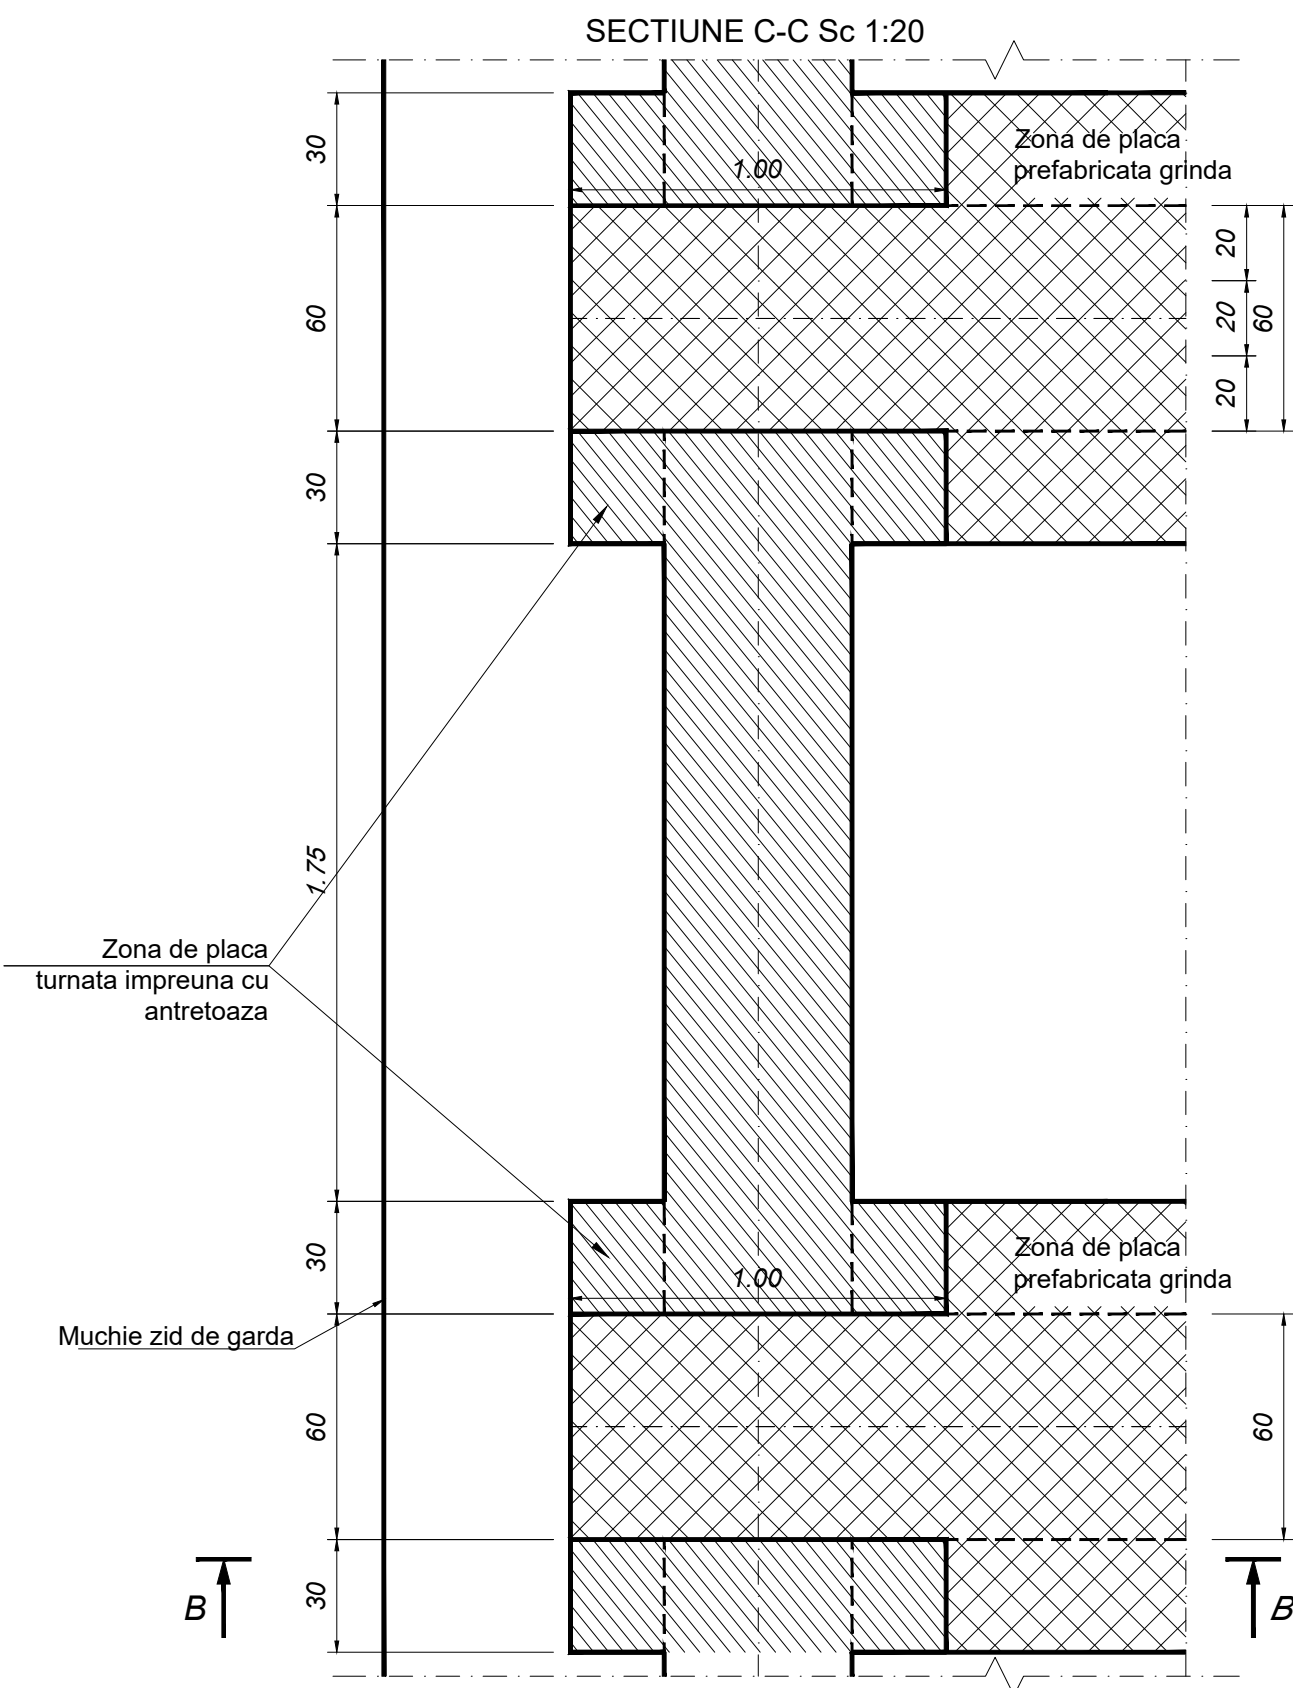 SECTIUNE C-C Sc 1:20
30
Zona de placa
prefabricata grinda
1.00
60
20
20
20
60
30
1.75
Zona de placa
turnata impreuna cu
antretoaza
30
Zona de placa
prefabricata grinda
1.00
Muchie zid de garda
60
60
30
B
B